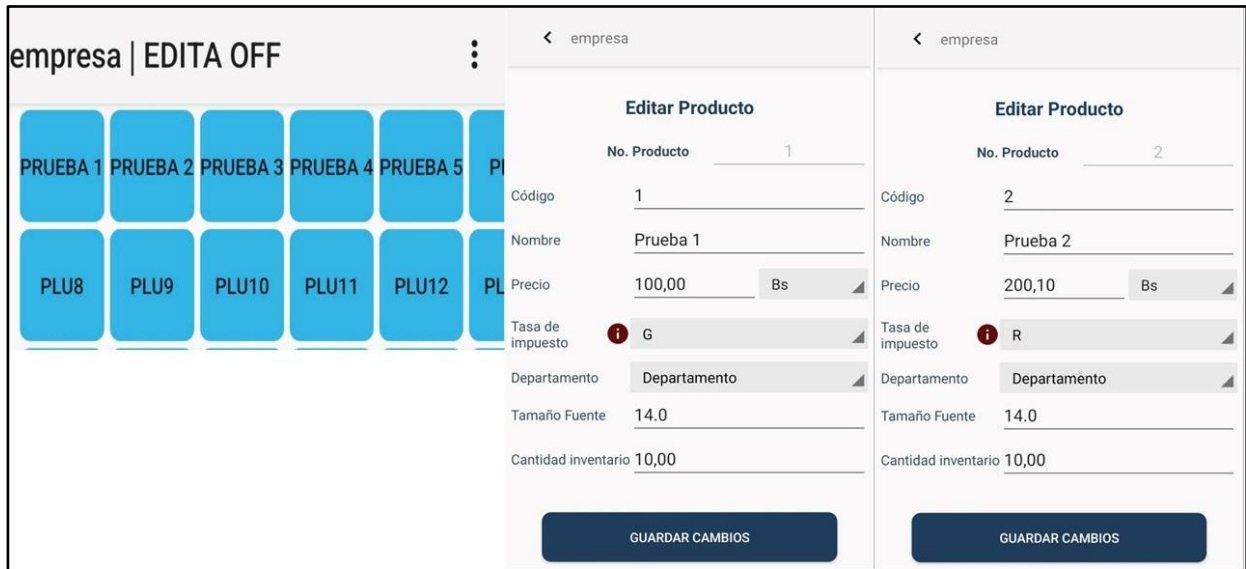 empresa | EDITA OFF
PRUEBA 1 PRUEBA 2 PRUEBA 3 PRUEBA 4 PRUEBA 5
PLU8 PLU9 PLU10 PLU11 PLU12
empresa
Editar Producto
No. Producto 1
Código 1
Nombre Prueba 1
Precio 100,00 Bs
Tasa de
impuesto i G
Departamento Departamento
Tamaño Fuente 14.0
Cantidad inventario 10,00
GUARDAR CAMBIOS
empresa
Editar Producto
No. Producto 2
Código 2
Nombre Prueba 2
Precio 200,10 Bs
Tasa de
impuesto i R
Departamento Departamento
Tamaño Fuente 14.0
Cantidad inventario 10,00
GUARDAR CAMBIOS